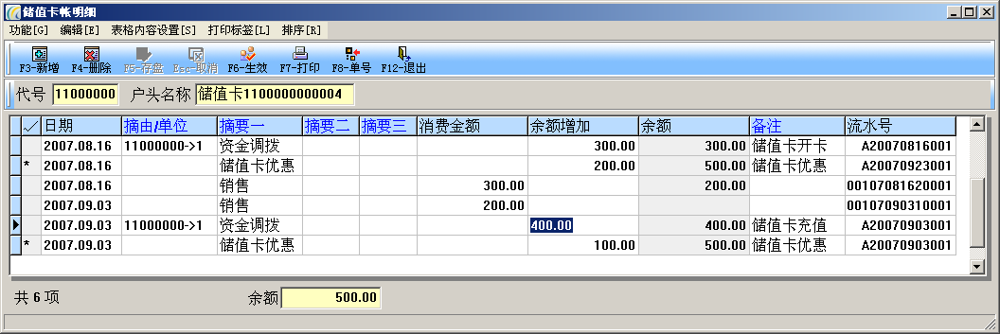 储值卡帐明细
功能[G] 编辑[E] 表格内容设置[S] 打印标签[L] 排序[R]
F3-新增 F4-删除 F5-存盘 Esc-取消 F6-生效 F7-打印 F8-单号 F12-退出
代号 11000000 户头名称 储值卡1100000000004
日期 摘由/单位 摘要一 摘要二 摘要三 消费金额 余额增加 余额 备注 流水号
2007.08.16 11000000->1 资金调拨 300.00 300.00 储值卡开卡 A20070816001
* 2007.08.16 储值卡优惠 200.00 500.00 储值卡优惠 A20070923001
2007.08.16 销售 300.00 200.00 00107081620001
2007.09.03 销售 200.00 00107090310001
2007.09.03 11000000->1 资金调拨 400.00 400.00 储值卡充值 A20070903001
* 2007.09.03 储值卡优惠 100.00 500.00 储值卡优惠 A20070903001
共 6 项 余额 500.00